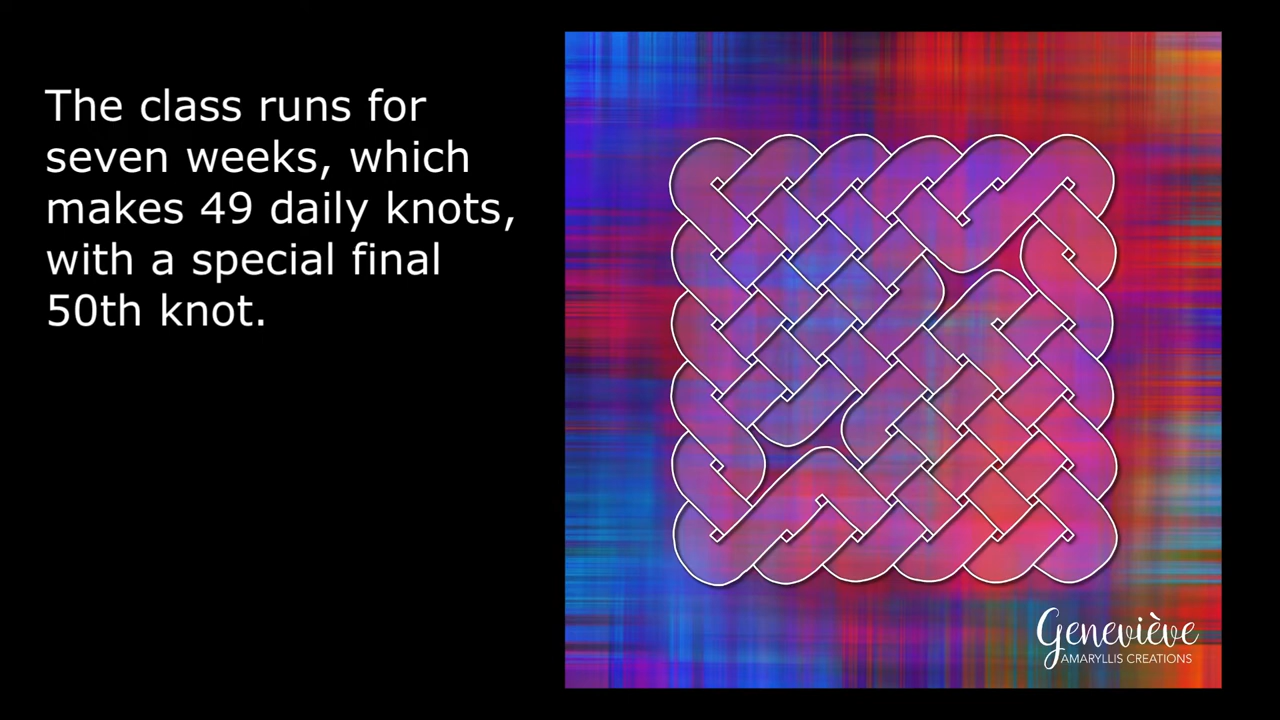 The class runs for
seven weeks, which
makes 49 daily knots,
with a special final
50th knot.
Geneviève
AMARYLLIS CREATIONS